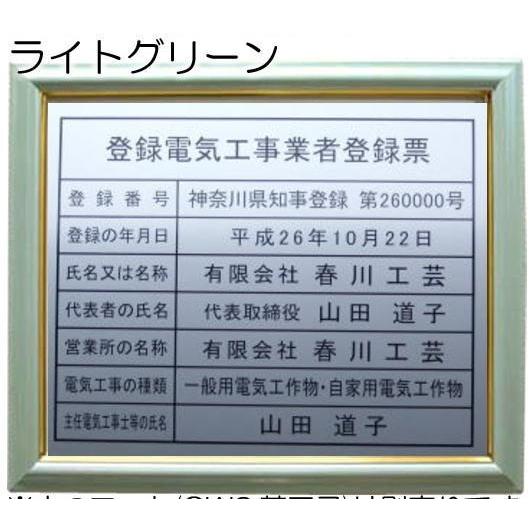 ライトグリーン
登録電気工事業者登録票
登録番号 神奈川県知事登録 第260000号
登録の年月日 平成26年10月22日
氏名又は名称 有限会社 春川工芸
代表者の氏名 代表取締役 山田 道子
営業所の名称 有限会社 春川工芸
電気工事の種類 一般用電気工作物・自家用電気工作物
主任電気工事士等の氏名 山田 道子